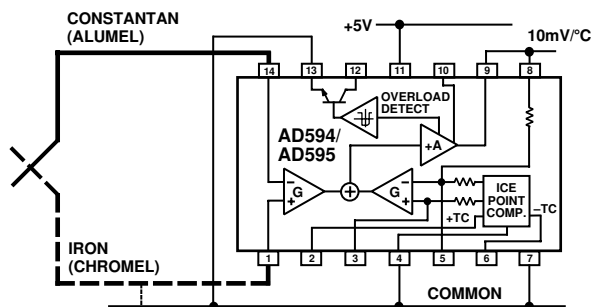 CONSTANTAN
(ALUMEL)
+5V
10mV/°C
14 13 12 11 10 9 8
OVERLOAD
DETECT
AD594/
AD595
+A
–
G
+
–
G
+
ICE
POINT
COMP.
–TC
+TC
IRON
(CHROMEL)
1 2 3 4 5 6 7
COMMON